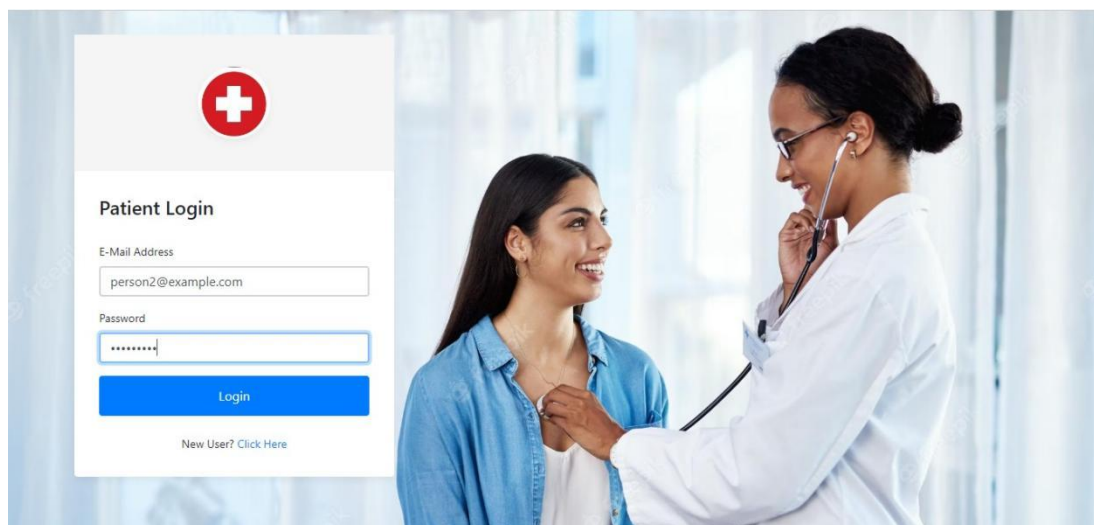 Patient Login
E-Mail Address
person2@example.com
Password
•••••••••
Login
New User? Click Here